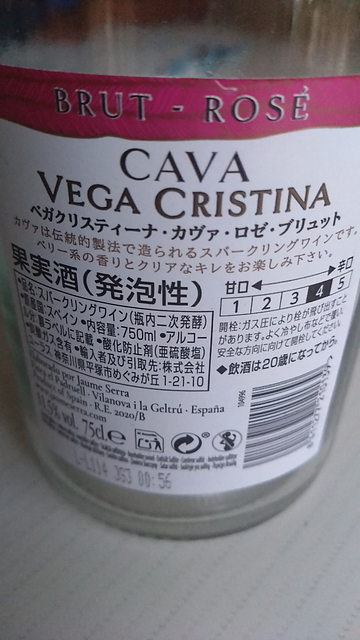 BRUT - ROSÉ
CAVA
VEGA CRISTINA
ベガクリスティーナ・カヴァ・ロゼ・ブリュット
カヴァは伝統的製法で造られるスパークリングワインです。
ベリー系の香りとクリアなキレをお楽しみ下さい。
果実酒(発泡性)
甘口 辛口
1 2 3 4 5
スパークリングワイン(瓶内二次発酵)
スペイン・内容量:750ml・アルコー
ラベルに記載・酸化防止剤(亜硫酸塩)
ガス含有・輸入者及び引取先:株式会社
神奈川県平塚市めぐみが丘1-21-10
開栓:ガス圧により栓が飛び出すことがあります。
よく冷やし布などで覆い、
安全な方向に向けて開栓してください。
◆飲酒は20歳になってから。
por Jaume Serra
Vilanova i la Geltrú - España
of Spain - R.E. 2020/B
vol. 75cl e
353 00:56